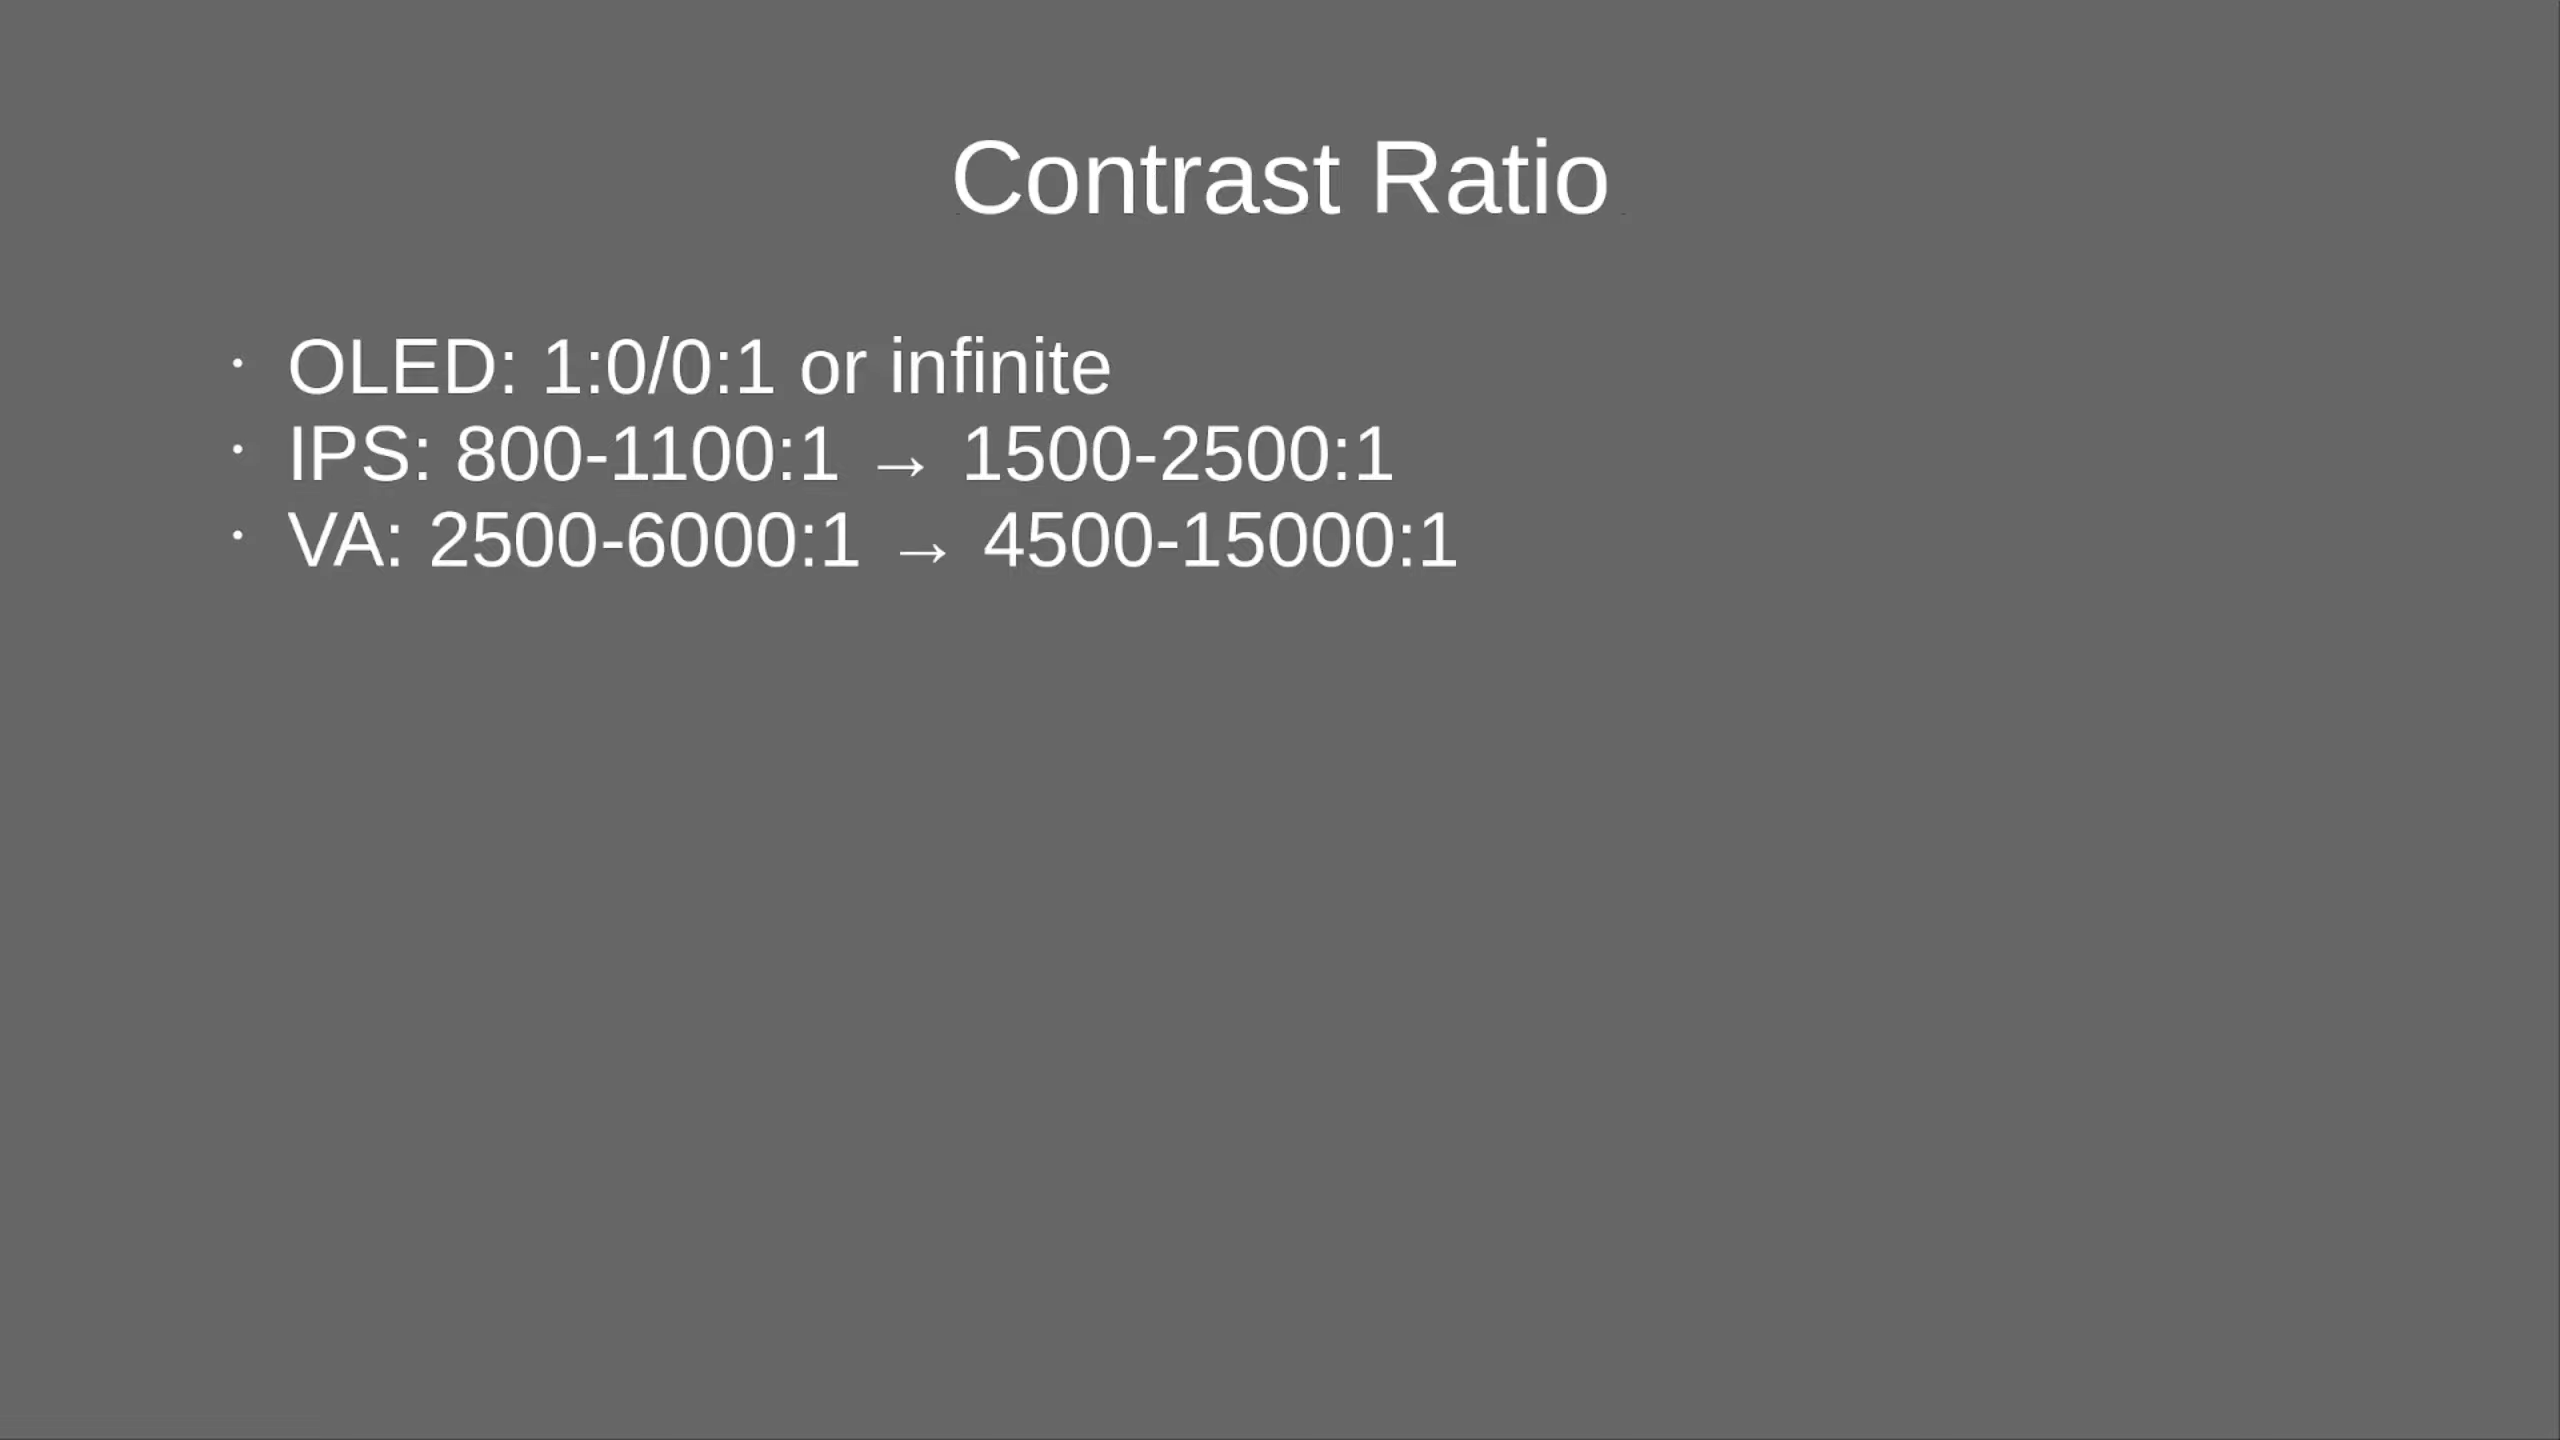 Contrast Ratio
· OLED: 1:0/0:1 or infinite
· IPS: 800-1100:1 → 1500-2500:1
· VA: 2500-6000:1 → 4500-15000:1